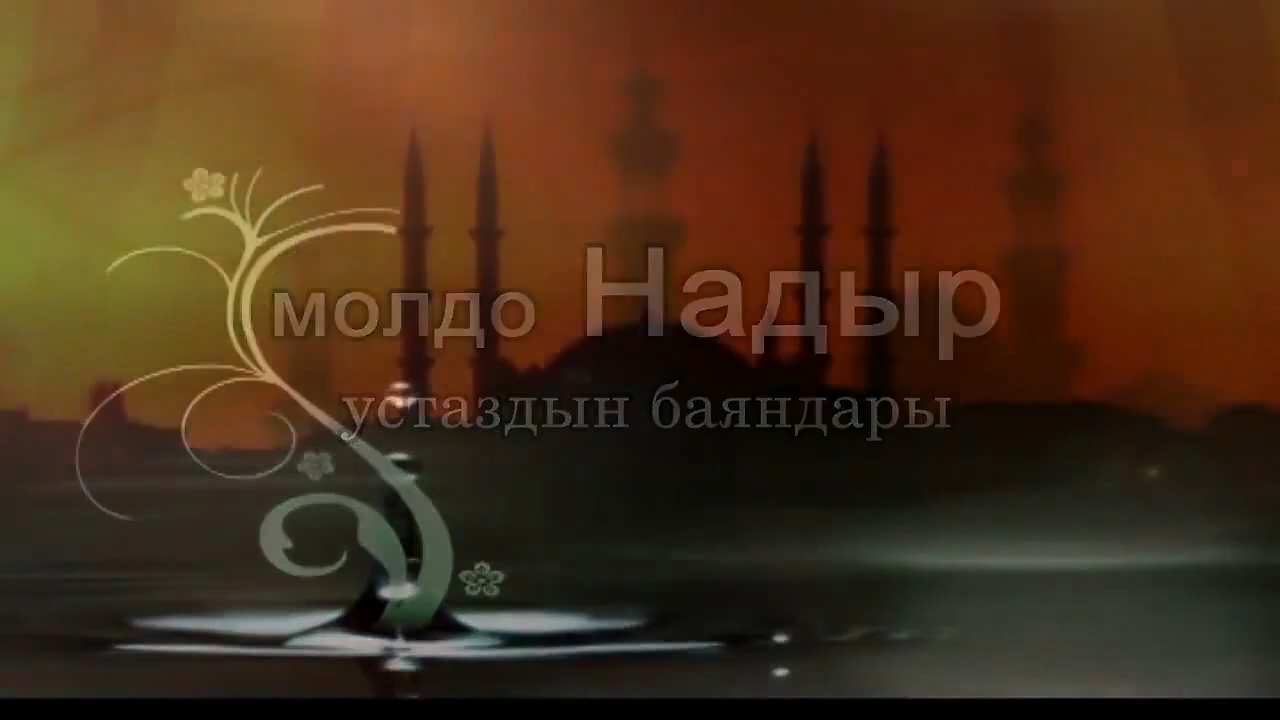 молдо Надыр
устаздын баяндары